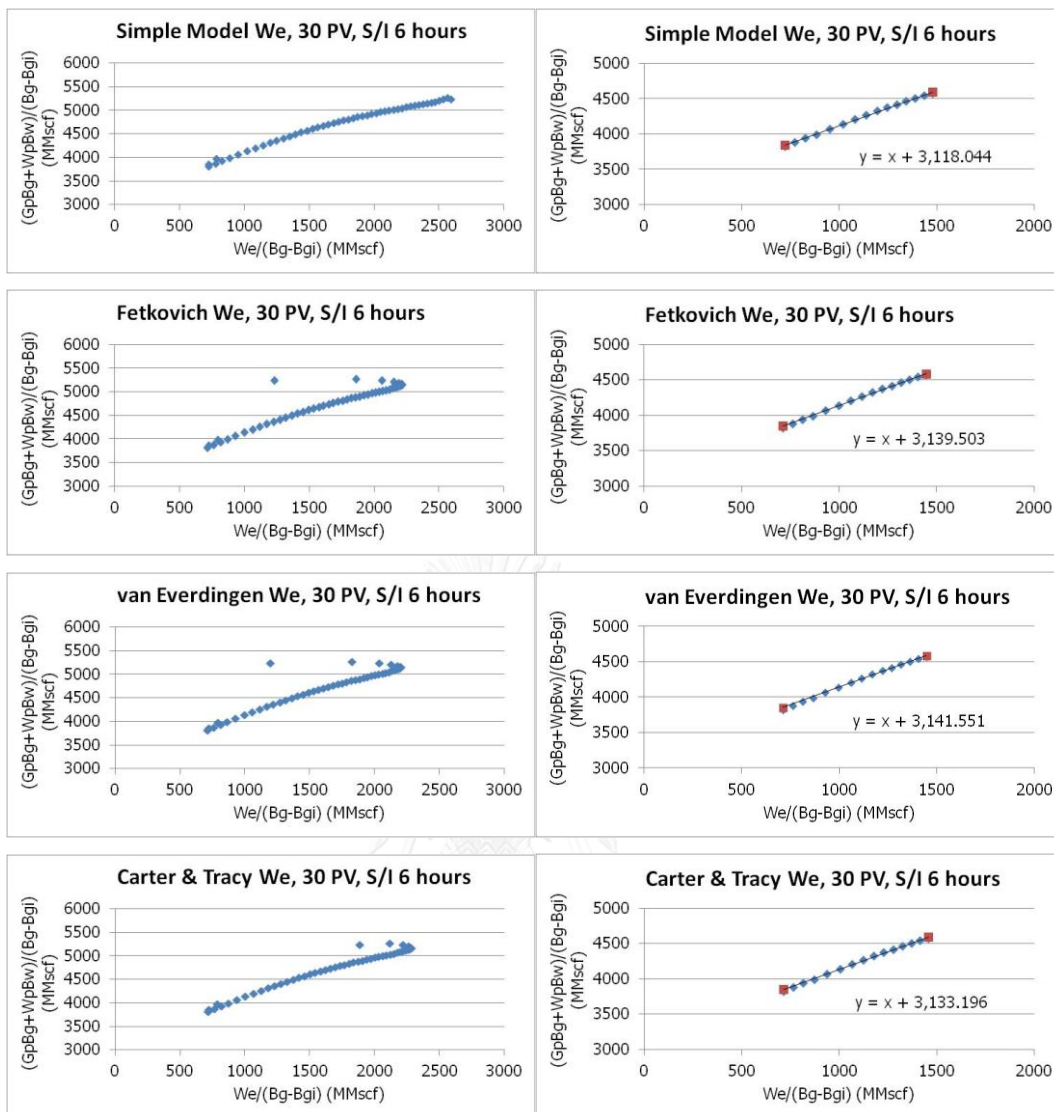 Simple Model We, 30 PV, S/I 6 hours
(GpBg+WpBw)/(Bg-Bgi)
(MMscf)
6000
5500
5000
4500
4000
3500
3000
0 500 1000 1500 2000 2500 3000
We/(Bg-Bgi) (MMscf)
Simple Model We, 30 PV, S/I 6 hours
(GpBg+WpBw)/(Bg-Bgi)
(MMscf)
5000
4500
4000
3500
3000
y = x + 3,118.044
0 500 1000 1500 2000
We/(Bg-Bgi) (MMscf)
Fetkovich We, 30 PV, S/I 6 hours
(GpBg+WpBw)/(Bg-Bgi)
(MMscf)
6000
5500
5000
4500
4000
3500
3000
0 500 1000 1500 2000 2500 3000
We/(Bg-Bgi) (MMscf)
Fetkovich We, 30 PV, S/I 6 hours
(GpBg+WpBw)/(Bg-Bgi)
(MMscf)
5000
4500
4000
3500
3000
y = x + 3,139.503
0 500 1000 1500 2000
We/(Bg-Bgi) (MMscf)
van Everdingen We, 30 PV, S/I 6 hours
(GpBg+WpBw)/(Bg-Bgi)
(MMscf)
6000
5500
5000
4500
4000
3500
3000
0 500 1000 1500 2000 2500 3000
We/(Bg-Bgi) (MMscf)
van Everdingen We, 30 PV, S/I 6 hours
(GpBg+WpBw)/(Bg-Bgi)
(MMscf)
5000
4500
4000
3500
3000
y = x + 3,141.551
0 500 1000 1500 2000
We/(Bg-Bgi) (MMscf)
Carter & Tracy We, 30 PV, S/I 6 hours
(GpBg+WpBw)/(Bg-Bgi)
(MMscf)
6000
5500
5000
4500
4000
3500
3000
0 500 1000 1500 2000 2500 3000
We/(Bg-Bgi) (MMscf)
Carter & Tracy We, 30 PV, S/I 6 hours
(GpBg+WpBw)/(Bg-Bgi)
(MMscf)
5000
4500
4000
3500
3000
y = x + 3,133.196
0 500 1000 1500 2000
We/(Bg-Bgi) (MMscf)